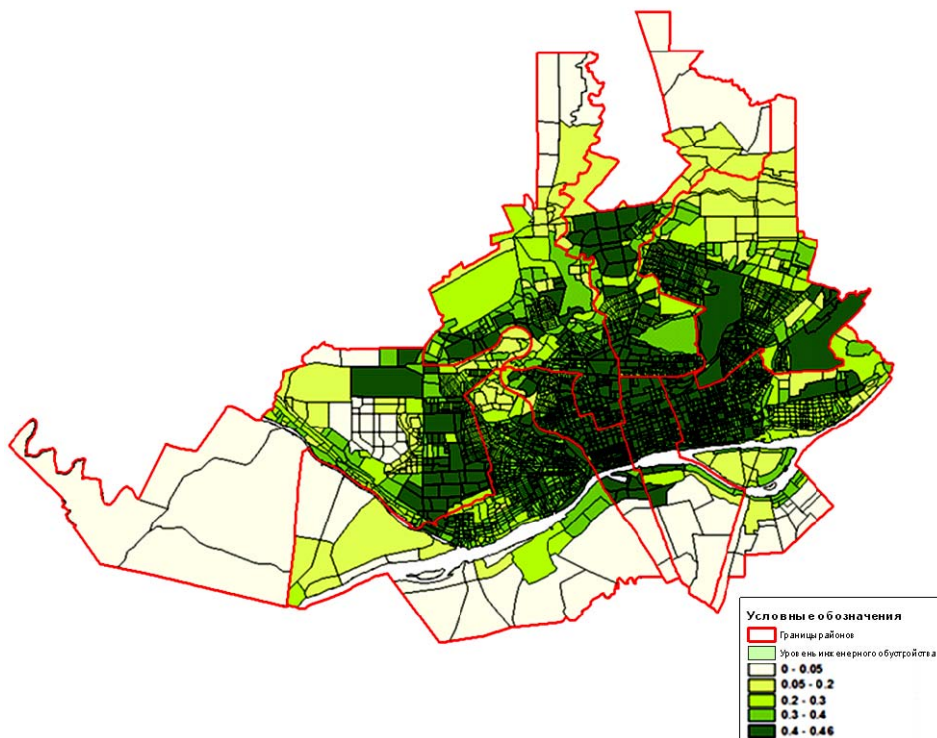 Условные обозначения
Границы районов
Уровень инженерного обустройства
0 - 0.05
0.05 - 0.2
0.2 - 0.3
0.3 - 0.4
0.4 - 0.46